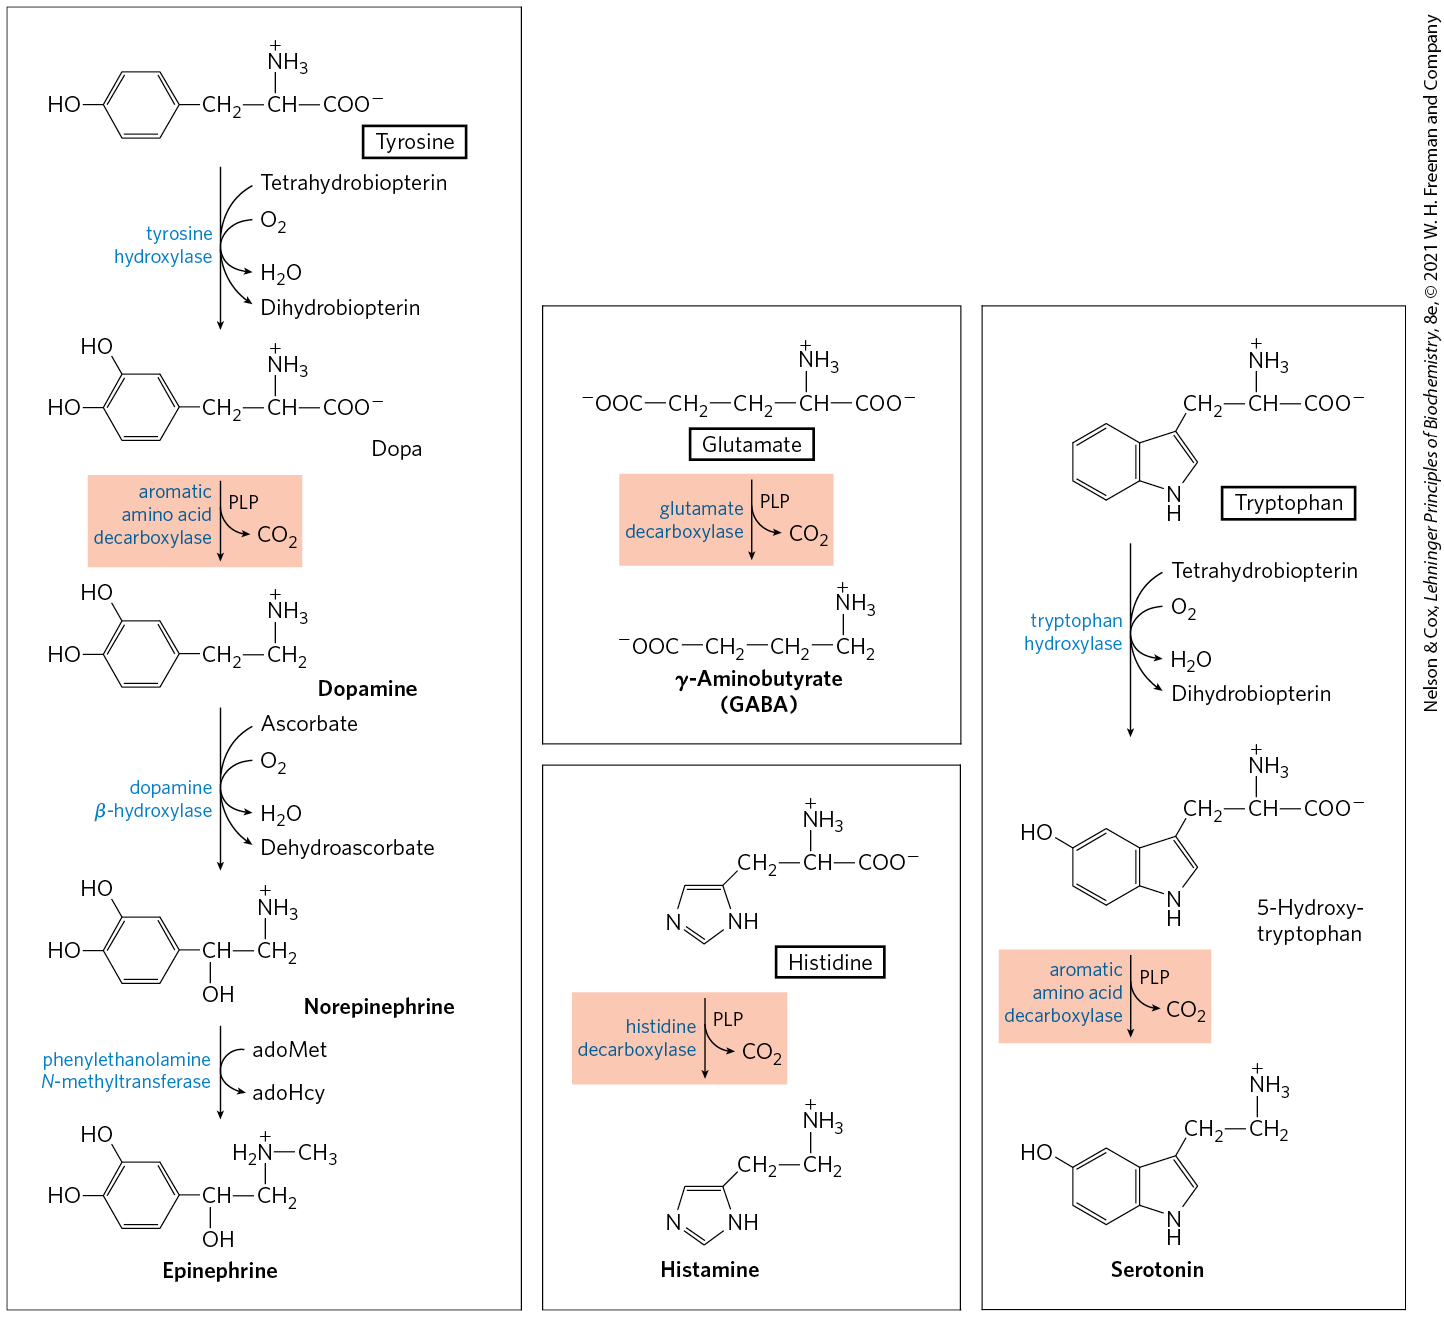 +
NH3
HO
CH2—CH—COO−
Tyrosine
Tetrahydrobiopterin
O2
tyrosine
hydroxylase
H2O
Dihydrobiopterin
HO
+
NH3
HO
CH2—CH—COO−
Dopa
aromatic
amino acid
decarboxylase
PLP
CO2
HO
+
NH3
HO
CH2—CH2
Dopamine
Ascorbate
O2
dopamine
β-hydroxylase
H2O
Dehydroascorbate
HO
+
NH3
HO
CH—CH2
OH
Norepinephrine
phenylethanolamine
N-methyltransferase
adoMet
adoHcy
HO
+
H2N—CH3
HO
CH—CH2
OH
Epinephrine
+
NH3
−OOC—CH2—CH2—CH—COO−
Glutamate
glutamate
decarboxylase
PLP
CO2
+
NH3
−OOC—CH2—CH2—CH2
γ-Aminobutyrate
(GABA)
+
NH3
CH2—CH—COO−
N
NH
Histidine
histidine
decarboxylase
PLP
CO2
+
NH3
CH2—CH2
N
NH
Histamine
+
NH3
CH2—CH—COO−
N
H
Tryptophan
Tetrahydrobiopterin
O2
tryptophan
hydroxylase
H2O
Dihydrobiopterin
+
NH3
CH2—CH—COO−
HO
N
H
5-Hydroxy-
tryptophan
aromatic
amino acid
decarboxylase
PLP
CO2
+
NH3
CH2—CH2
HO
N
H
Serotonin
Nelson & Cox, Lehninger Principles of Biochemistry, 8e, © 2021 W. H. Freeman and Company